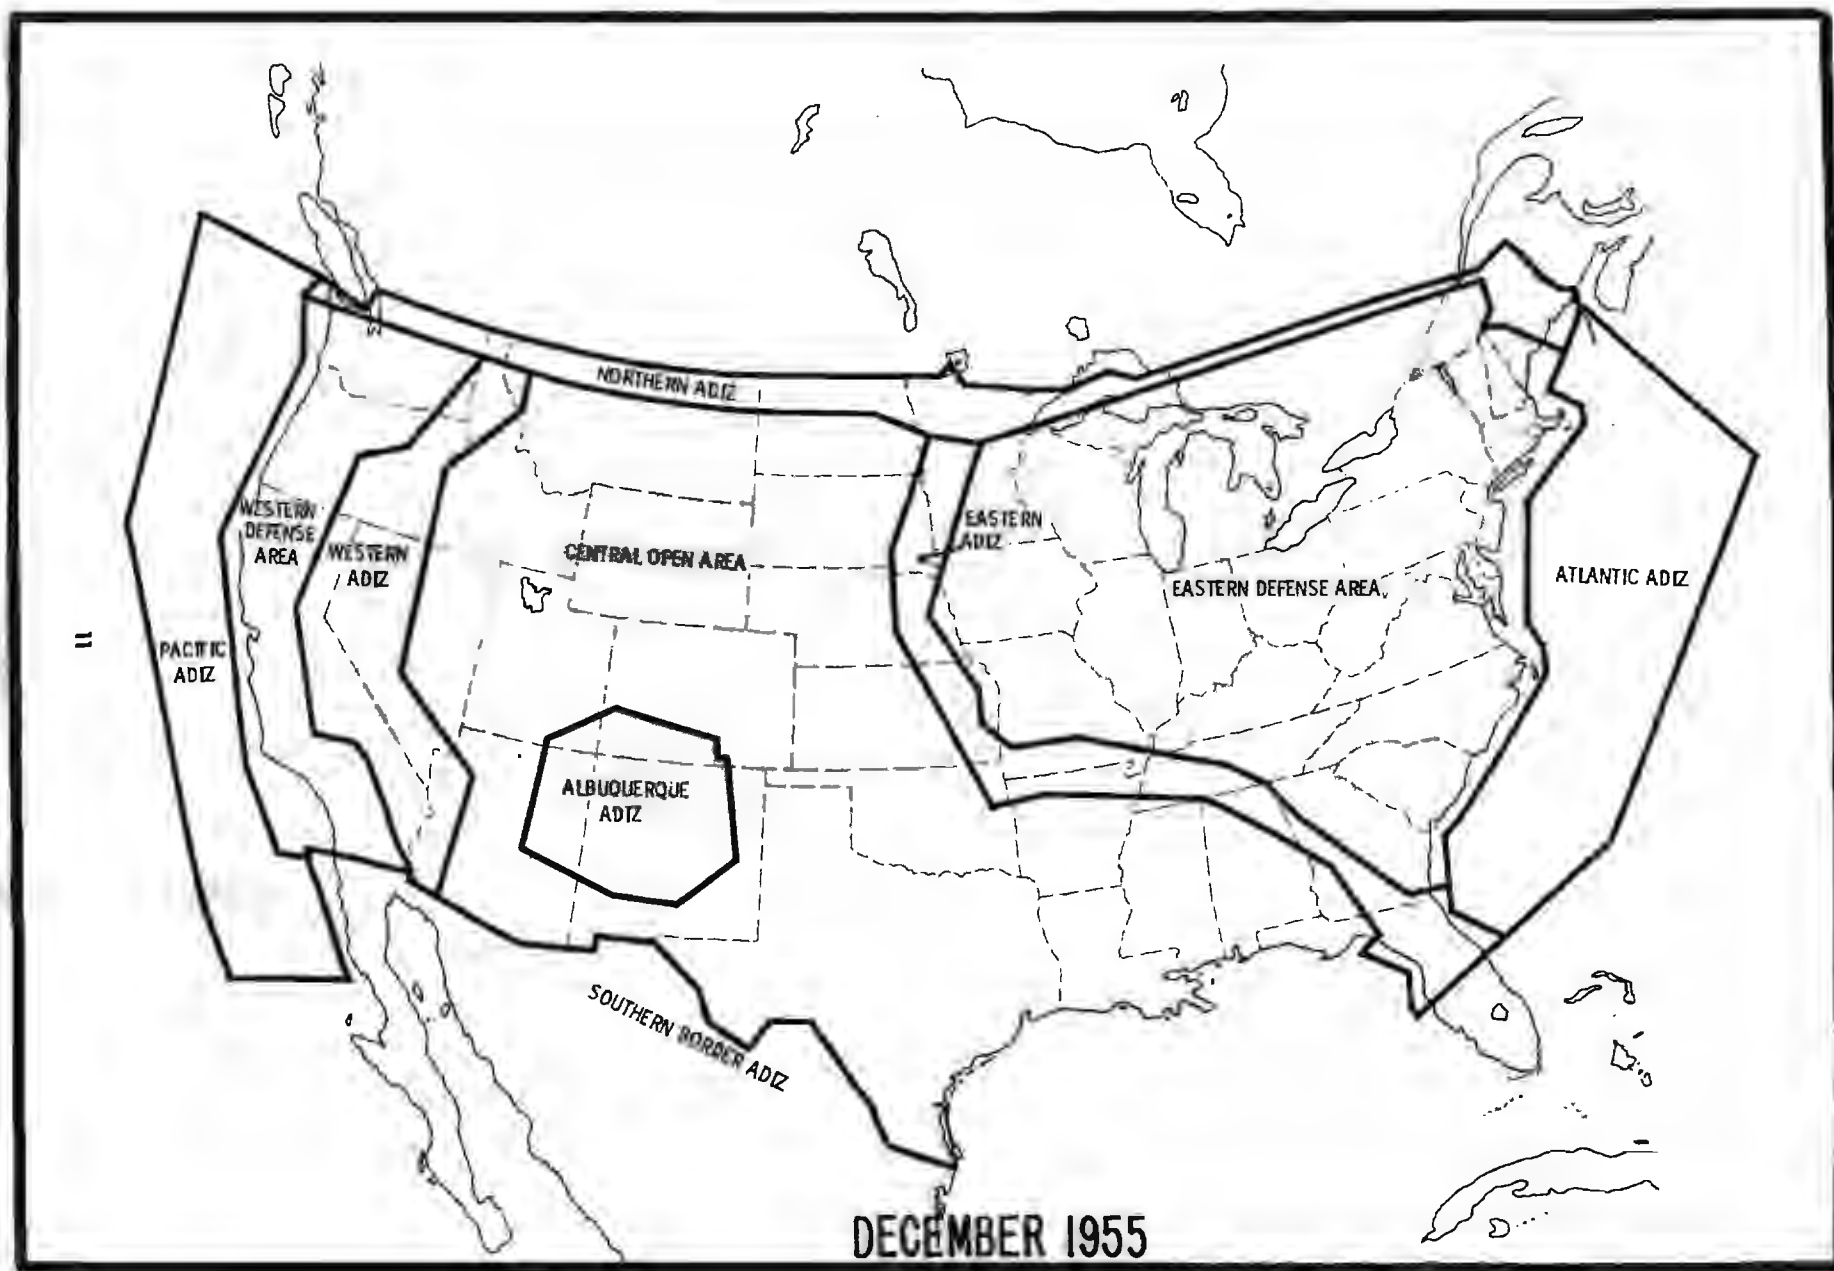 NORTHERN ADIZ
WESTERN
DEFENSE
AREA
WESTERN
ADIZ
CENTRAL OPEN AREA
EASTERN
ADIZ
EASTERN DEFENSE AREA
ATLANTIC ADIZ
11
PACIFIC
ADIZ
ALBUQUERQUE
ADIZ
SOUTHERN BORDER ADIZ
DECEMBER 1955